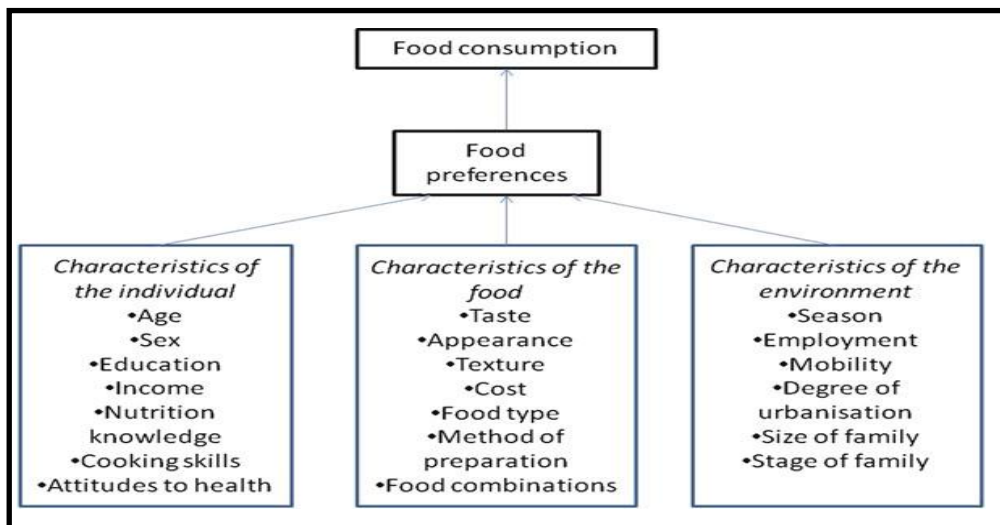 Food consumption
Food
preferences
Characteristics of
the individual
•Age
•Sex
•Education
•Income
•Nutrition
knowledge
•Cooking skills
•Attitudes to health
Characteristics of the
food
•Taste
•Appearance
•Texture
•Cost
•Food type
•Method of
preparation
•Food combinations
Characteristics of the
environment
•Season
•Employment
•Mobility
•Degree of
urbanisation
•Size of family
•Stage of family